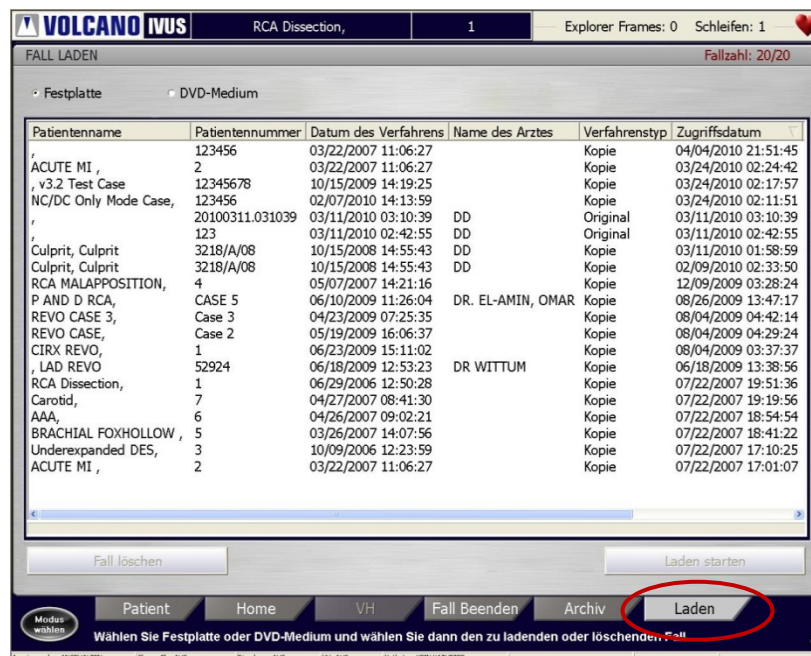 VOLCANO IVUS RCA Dissection, 1 Explorer Frames: 0 Schleifen: 1
FALL LADEN Fallzahl: 20/20
Festplatte DVD-Medium
Patientenname Patientennummer Datum des Verfahrens Name des Arztes Verfahrenstyp Zugriffsdatum
, 123456 03/22/2007 11:06:27 Kopie 04/04/2010 21:51:45
ACUTE MI , 2 03/22/2007 11:06:27 Kopie 03/24/2010 02:24:42
, v3.2 Test Case 12345678 10/15/2009 14:19:25 Kopie 03/24/2010 02:17:57
NC/DC Only Mode Case, 123456 02/07/2010 14:13:59 Kopie 03/24/2010 02:11:51
, 20100311.031039 03/11/2010 03:10:39 DD Original 03/11/2010 03:10:39
, 123 03/11/2010 02:42:55 DD Original 03/11/2010 02:42:55
Culprit, Culprit 3218/A/08 10/15/2008 14:55:43 DD Kopie 03/11/2010 01:58:59
Culprit, Culprit 3218/A/08 10/15/2008 14:55:43 DD Kopie 02/09/2010 02:33:50
RCA MALAPPOSITION, 4 05/07/2007 14:21:16 Kopie 12/09/2009 03:28:24
P AND D RCA, CASE 5 06/10/2009 11:26:04 DR. EL-AMIN, OMAR Kopie 08/26/2009 13:47:17
REVO CASE 3, Case 3 04/23/2009 07:25:35 Kopie 08/04/2009 04:42:14
REVO CASE, Case 2 05/19/2009 16:06:37 Kopie 08/04/2009 04:29:24
CIRX REVO, 1 06/23/2009 15:11:02 Kopie 08/04/2009 03:37:37
, LAD REVO 52924 06/18/2009 12:53:23 DR WITTUM Kopie 06/18/2009 13:38:56
RCA Dissection, 1 06/29/2006 12:50:28 Kopie 07/22/2007 19:51:36
Carotid, 7 04/27/2007 08:41:30 Kopie 07/22/2007 19:19:56
AAA, 6 04/26/2007 09:02:21 Kopie 07/22/2007 18:54:54
BRACHIAL FOXHOLLOW , 5 03/26/2007 14:07:56 Kopie 07/22/2007 18:41:22
Underexpanded DES, 3 10/09/2006 12:23:59 Kopie 07/22/2007 17:10:25
ACUTE MI , 2 03/22/2007 11:06:27 Kopie 07/22/2007 17:01:07
Fall löschen Laden starten
Modus wählen Patient Home VH Fall Beenden Archiv Laden
Wählen Sie Festplatte oder DVD-Medium und wählen Sie dann den zu ladenden oder löschenden Fall